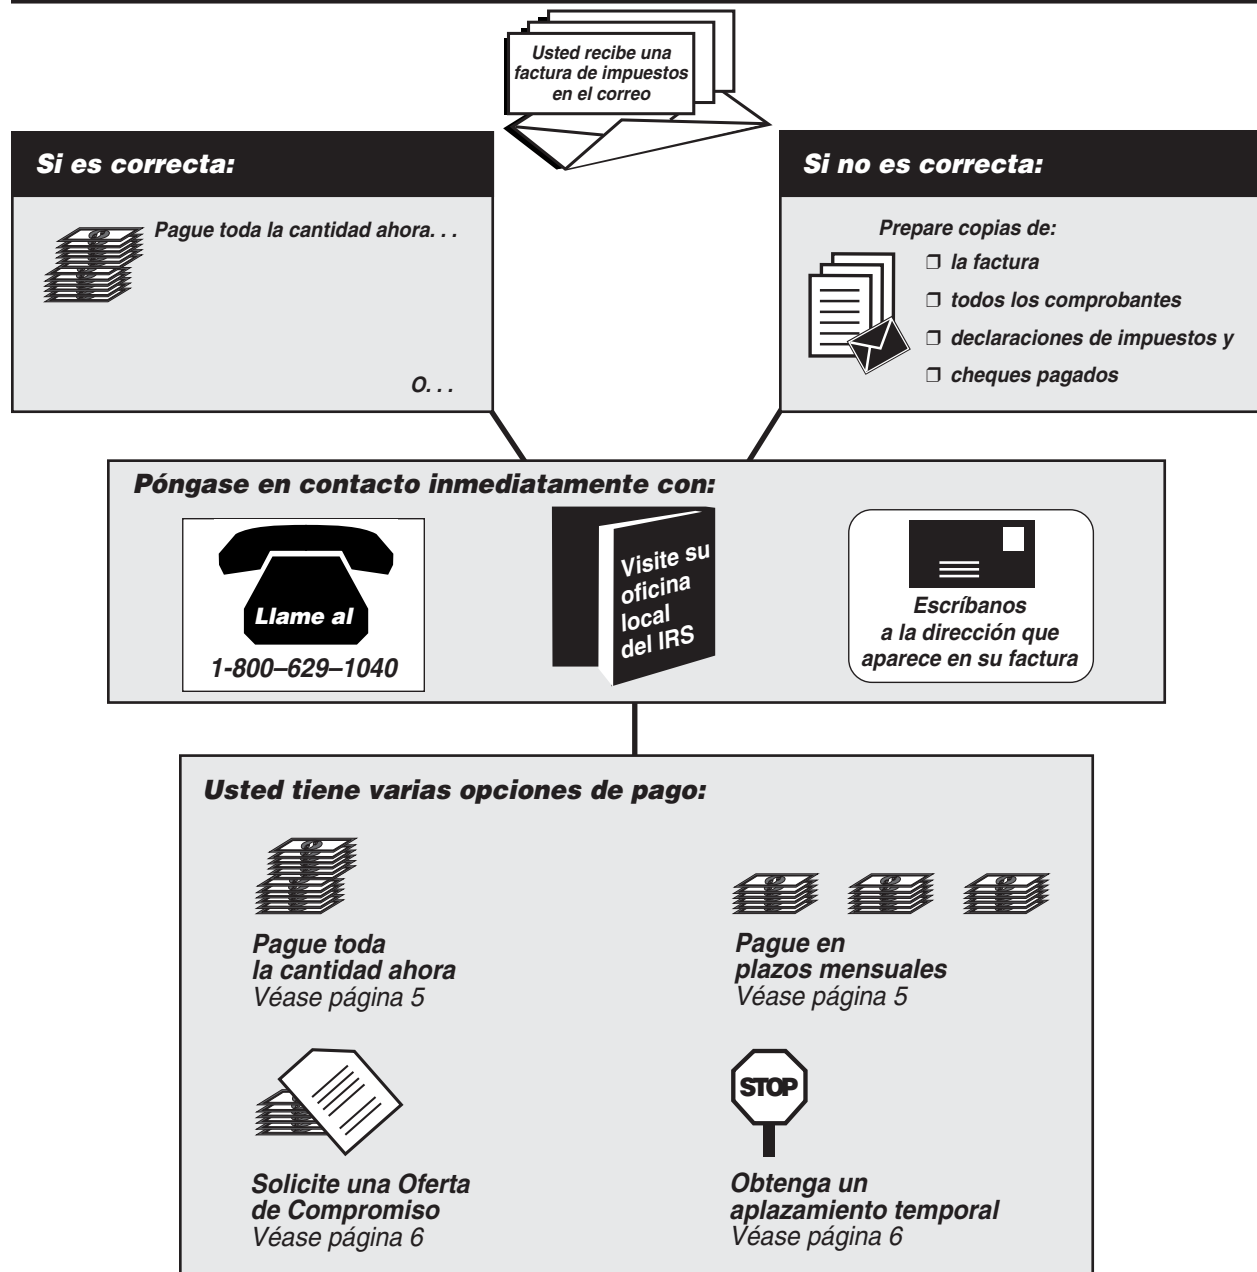 Usted recibe una
factura de impuestos
en el correo
Si es correcta:
Pague toda la cantidad ahora. . .
O. . .
Si no es correcta:
Prepare copias de:
❐ la factura
❐ todos los comprobantes
❐ declaraciones de impuestos y
❐ cheques pagados
Póngase en contacto inmediatamente con:
Llame al
1-800–629–1040
Visite su
oficina
local
del IRS
Escríbanos
a la dirección que
aparece en su factura
Usted tiene varias opciones de pago:
Pague toda
la cantidad ahora
Véase página 5
Pague en
plazos mensuales
Véase página 5
Solicite una Oferta
de Compromiso
Véase página 6
STOP
Obtenga un
aplazamiento temporal
Véase página 6